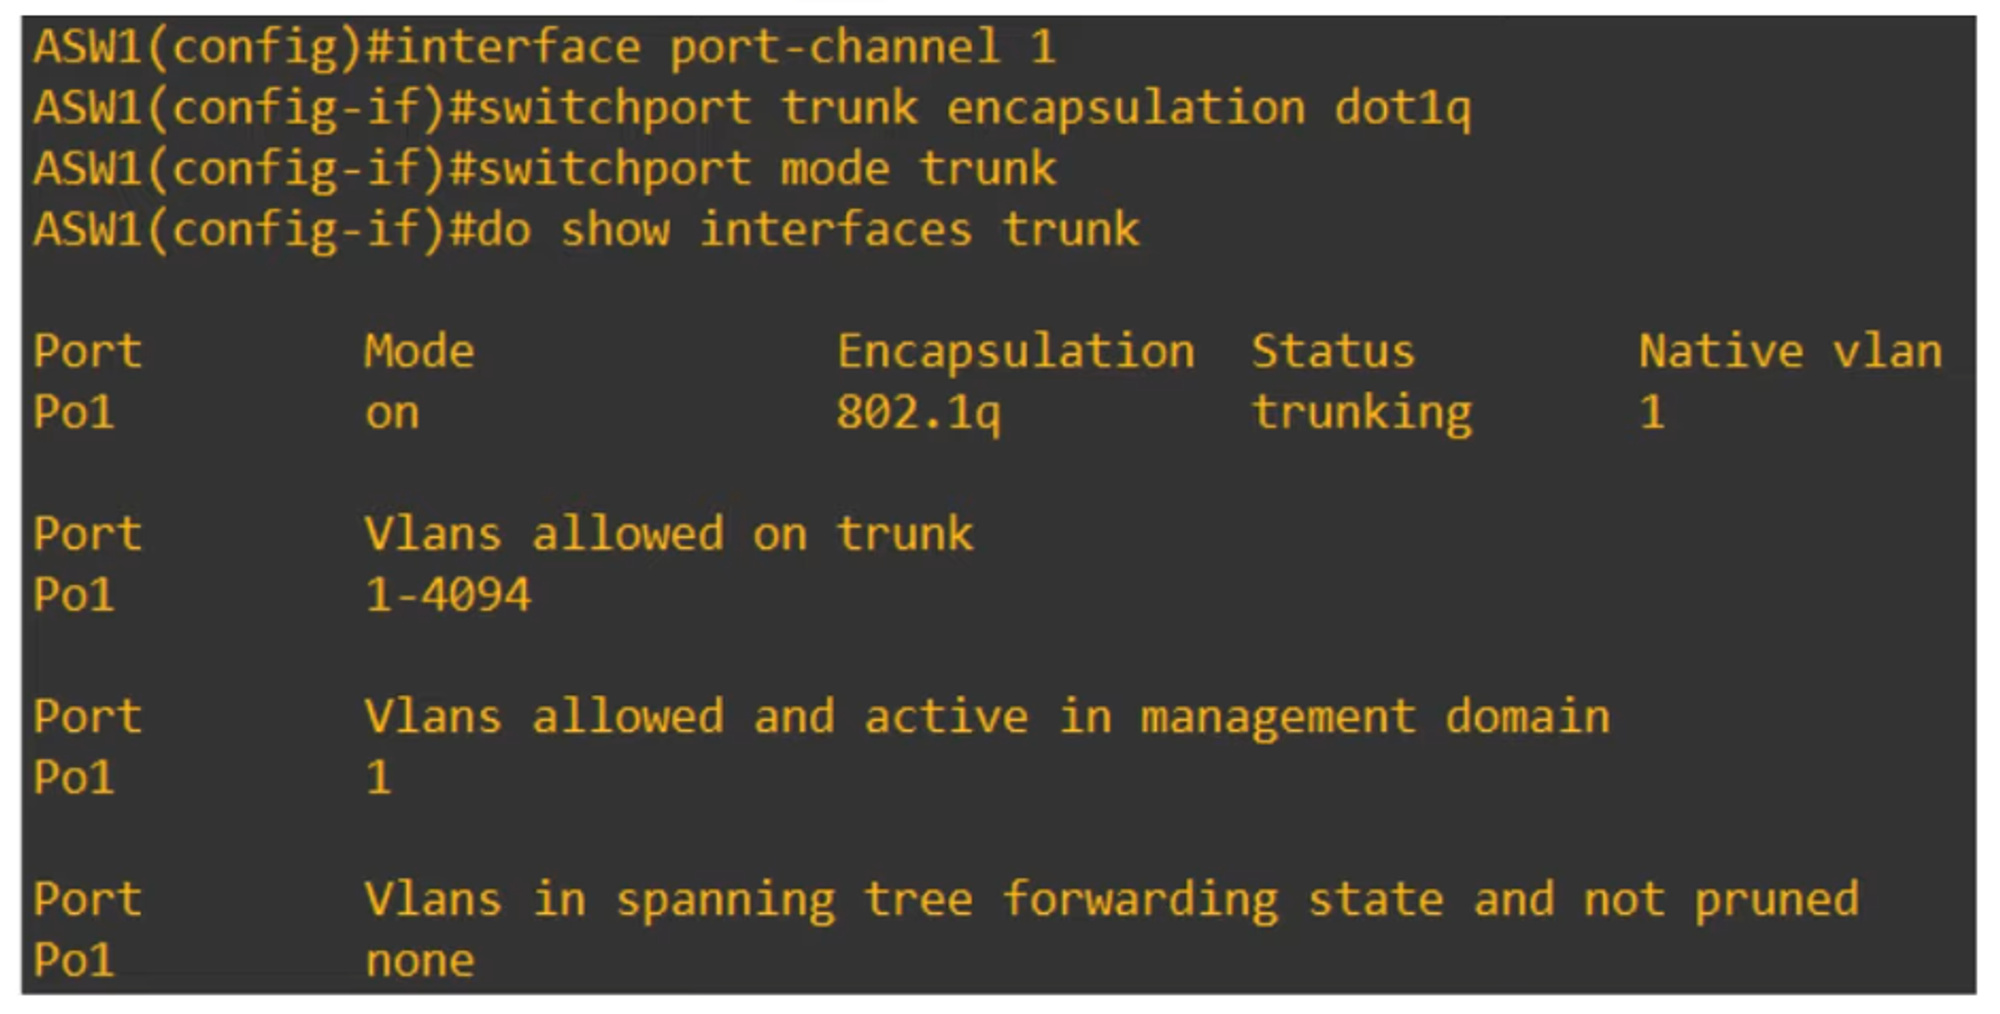 ASW1(config)#interface port-channel 1
ASW1(config-if)#switchport trunk encapsulation dot1q
ASW1(config-if)#switchport mode trunk
ASW1(config-if)#do show interfaces trunk
Port Mode Encapsulation Status Native vlan
Po1 on 802.1q trunking 1
Port Vlans allowed on trunk
Po1 1-4094
Port Vlans allowed and active in management domain
Po1 1
Port Vlans in spanning tree forwarding state and not pruned
Po1 none